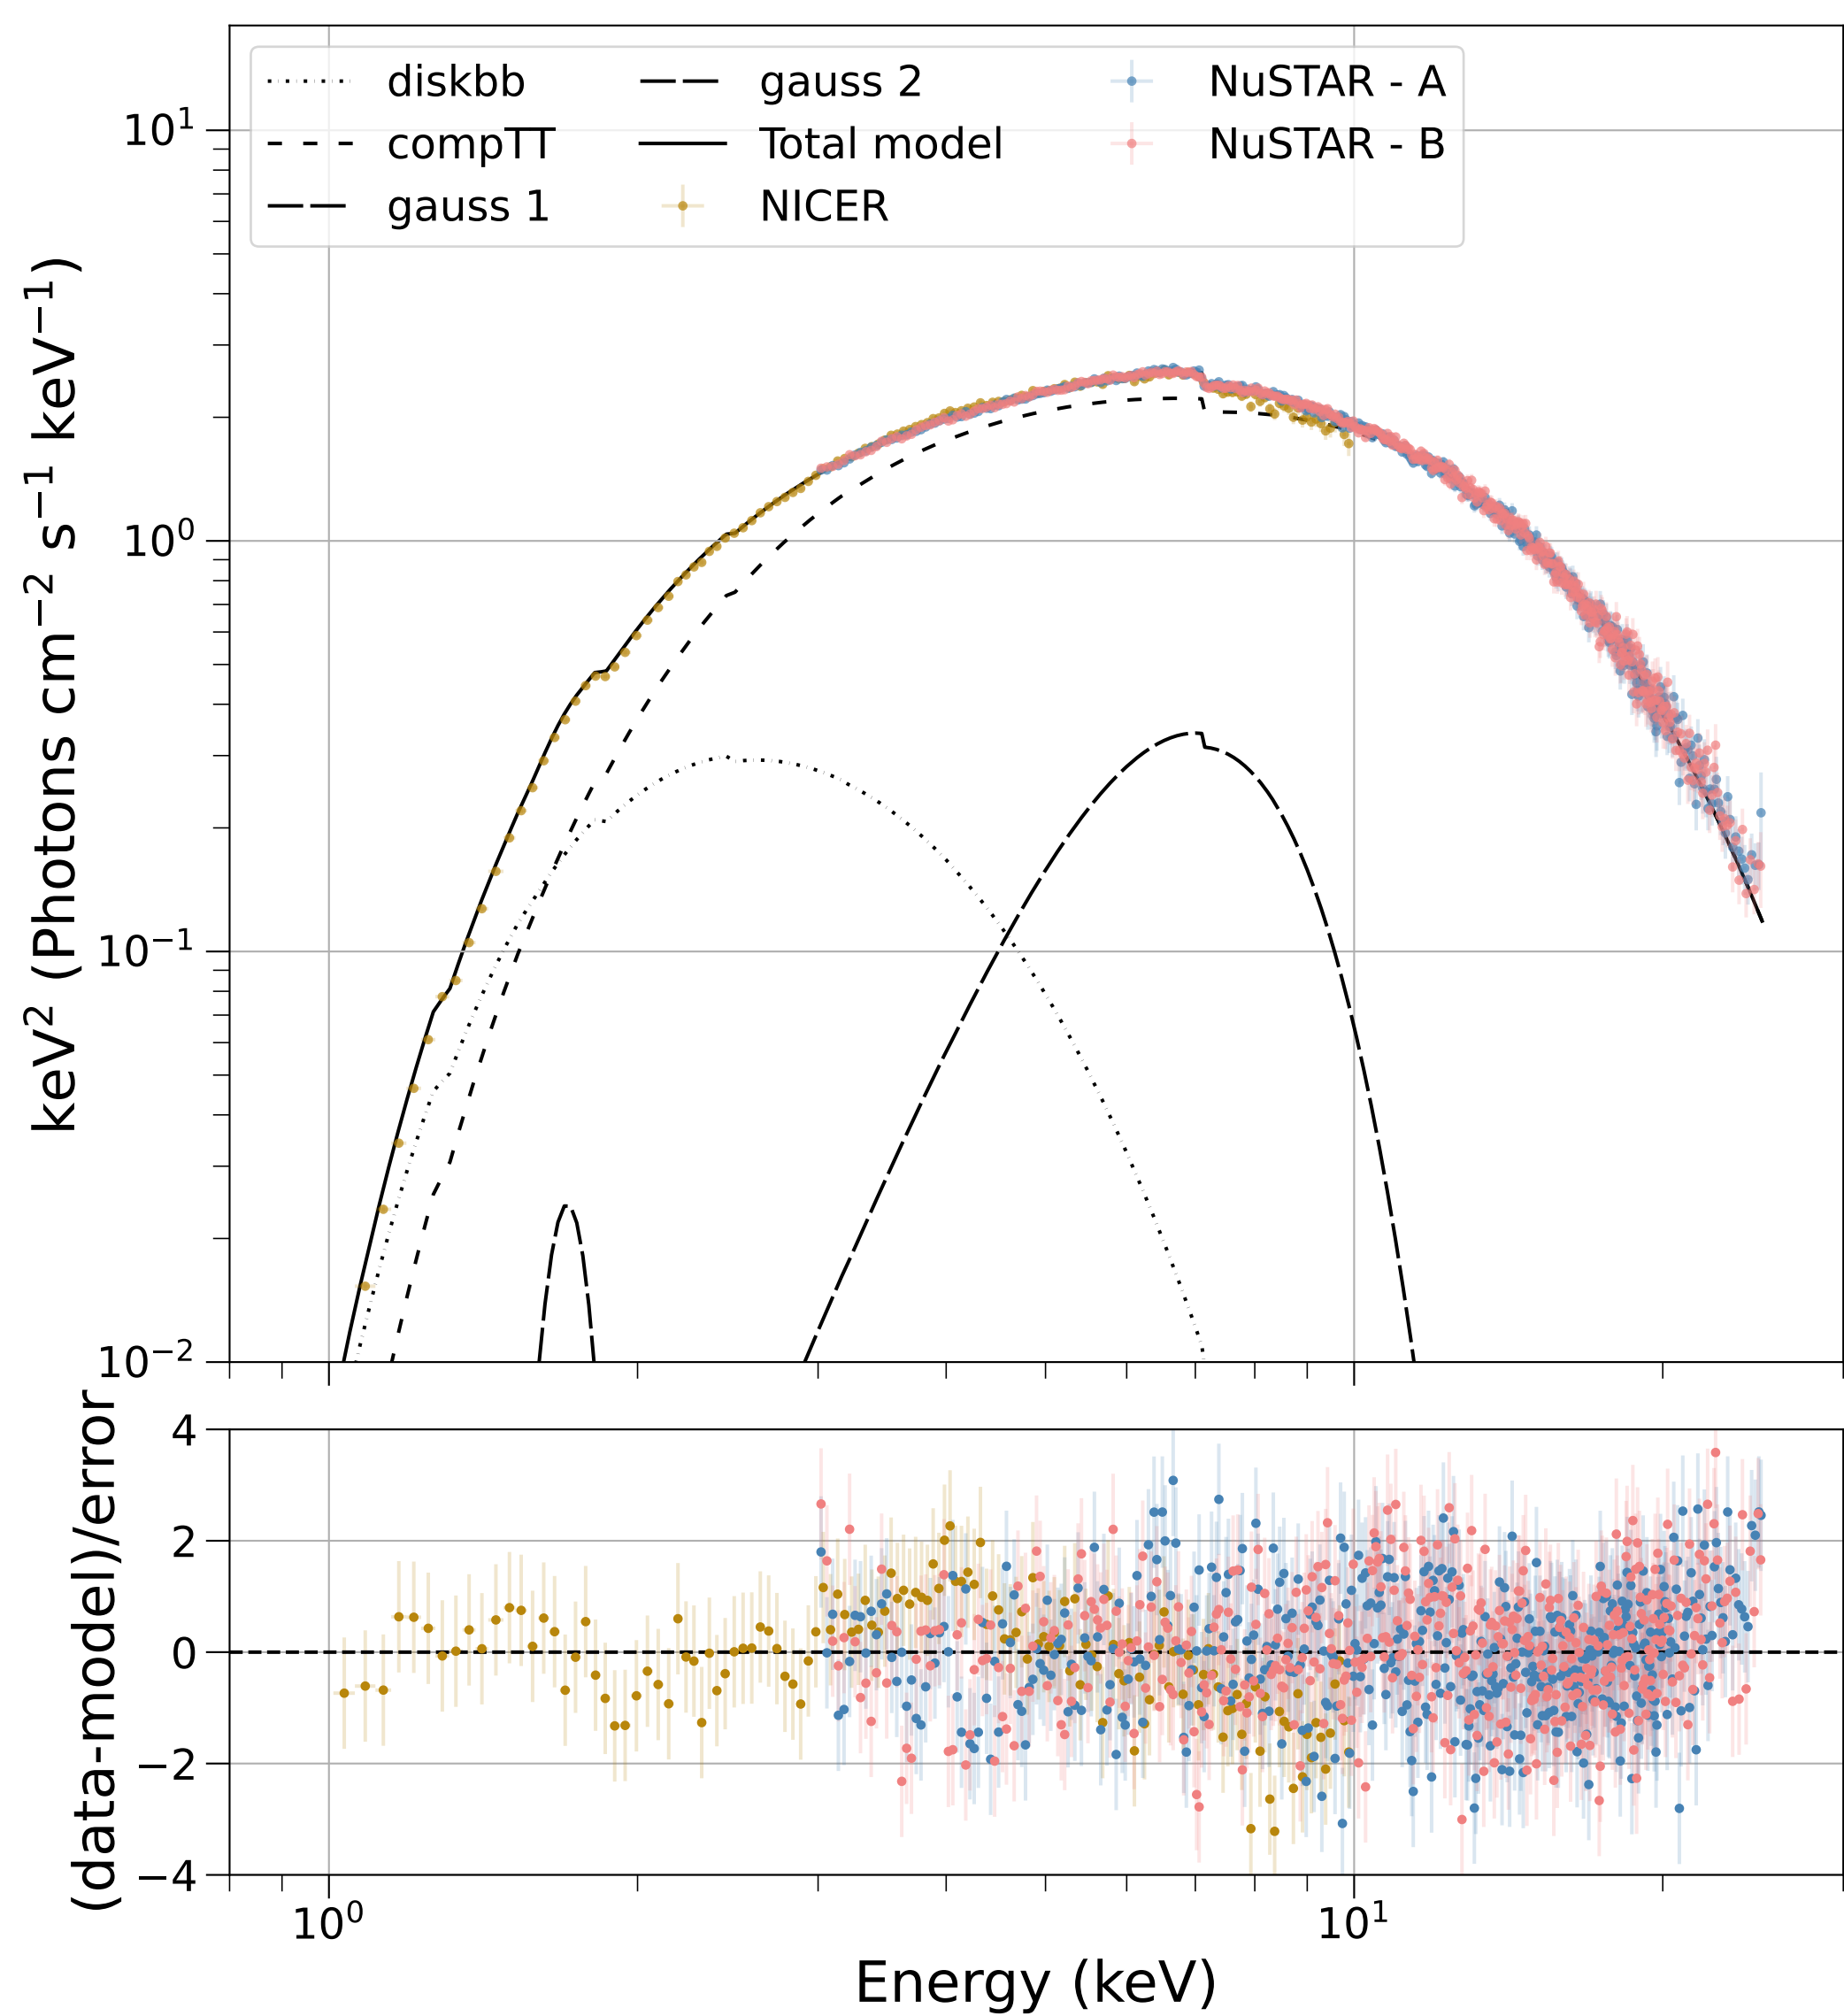 diskbb
compTT
gauss 1
gauss 2
Total model
NICER
NuSTAR - A
NuSTAR - B
keV² (Photons cm⁻² s⁻¹ keV⁻¹)
10¹
10⁰
10⁻¹
10⁻²
(data-model)/error
4
2
0
−2
−4
10⁰
10¹
Energy (keV)